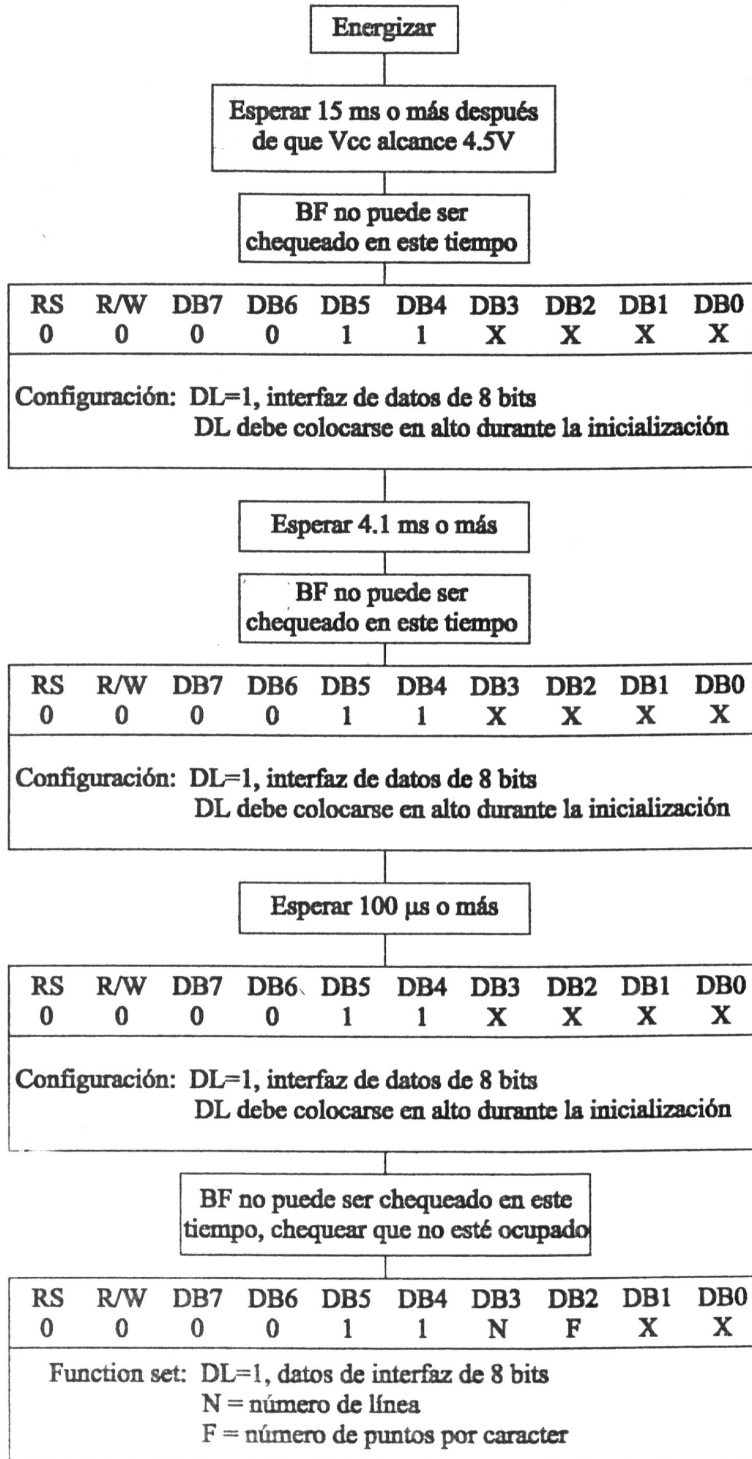 Energizar
Esperar 15 ms o más después
de que Vcc alcance 4.5V
BF no puede ser
chequeado en este tiempo
RS R/W DB7 DB6 DB5 DB4 DB3 DB2 DB1 DB0
0 0 0 0 1 1 X X X X
Configuración: DL=1, interfaz de datos de 8 bits
DL debe colocarse en alto durante la inicialización
Esperar 4.1 ms o más
BF no puede ser
chequeado en este tiempo
RS R/W DB7 DB6 DB5 DB4 DB3 DB2 DB1 DB0
0 0 0 0 1 1 X X X X
Configuración: DL=1, interfaz de datos de 8 bits
DL debe colocarse en alto durante la inicialización
Esperar 100 μs o más
RS R/W DB7 DB6 DB5 DB4 DB3 DB2 DB1 DB0
0 0 0 0 1 1 X X X X
Configuración: DL=1, interfaz de datos de 8 bits
DL debe colocarse en alto durante la inicialización
BF no puede ser chequeado en este
tiempo, chequear que no esté ocupado
RS R/W DB7 DB6 DB5 DB4 DB3 DB2 DB1 DB0
0 0 0 0 1 1 N F X X
Function set: DL=1, datos de interfaz de 8 bits
N = número de línea
F = número de puntos por caracter